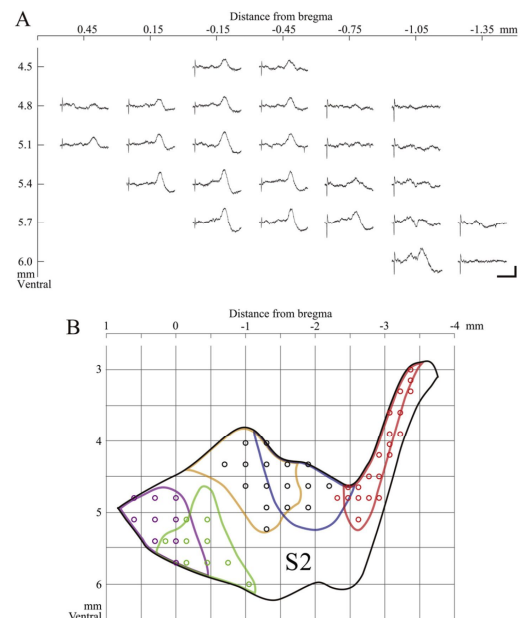 A
Distance from bregma
0.45 0.15 -0.15 -0.45 -0.75 -1.05 -1.35 mm
4.5
4.8
5.1
5.4
5.7
6.0
mm
Ventral
B
Distance from bregma
1 0 -1 -2 -3 -4 mm
3
4
5
S2
6
mm
Ventral